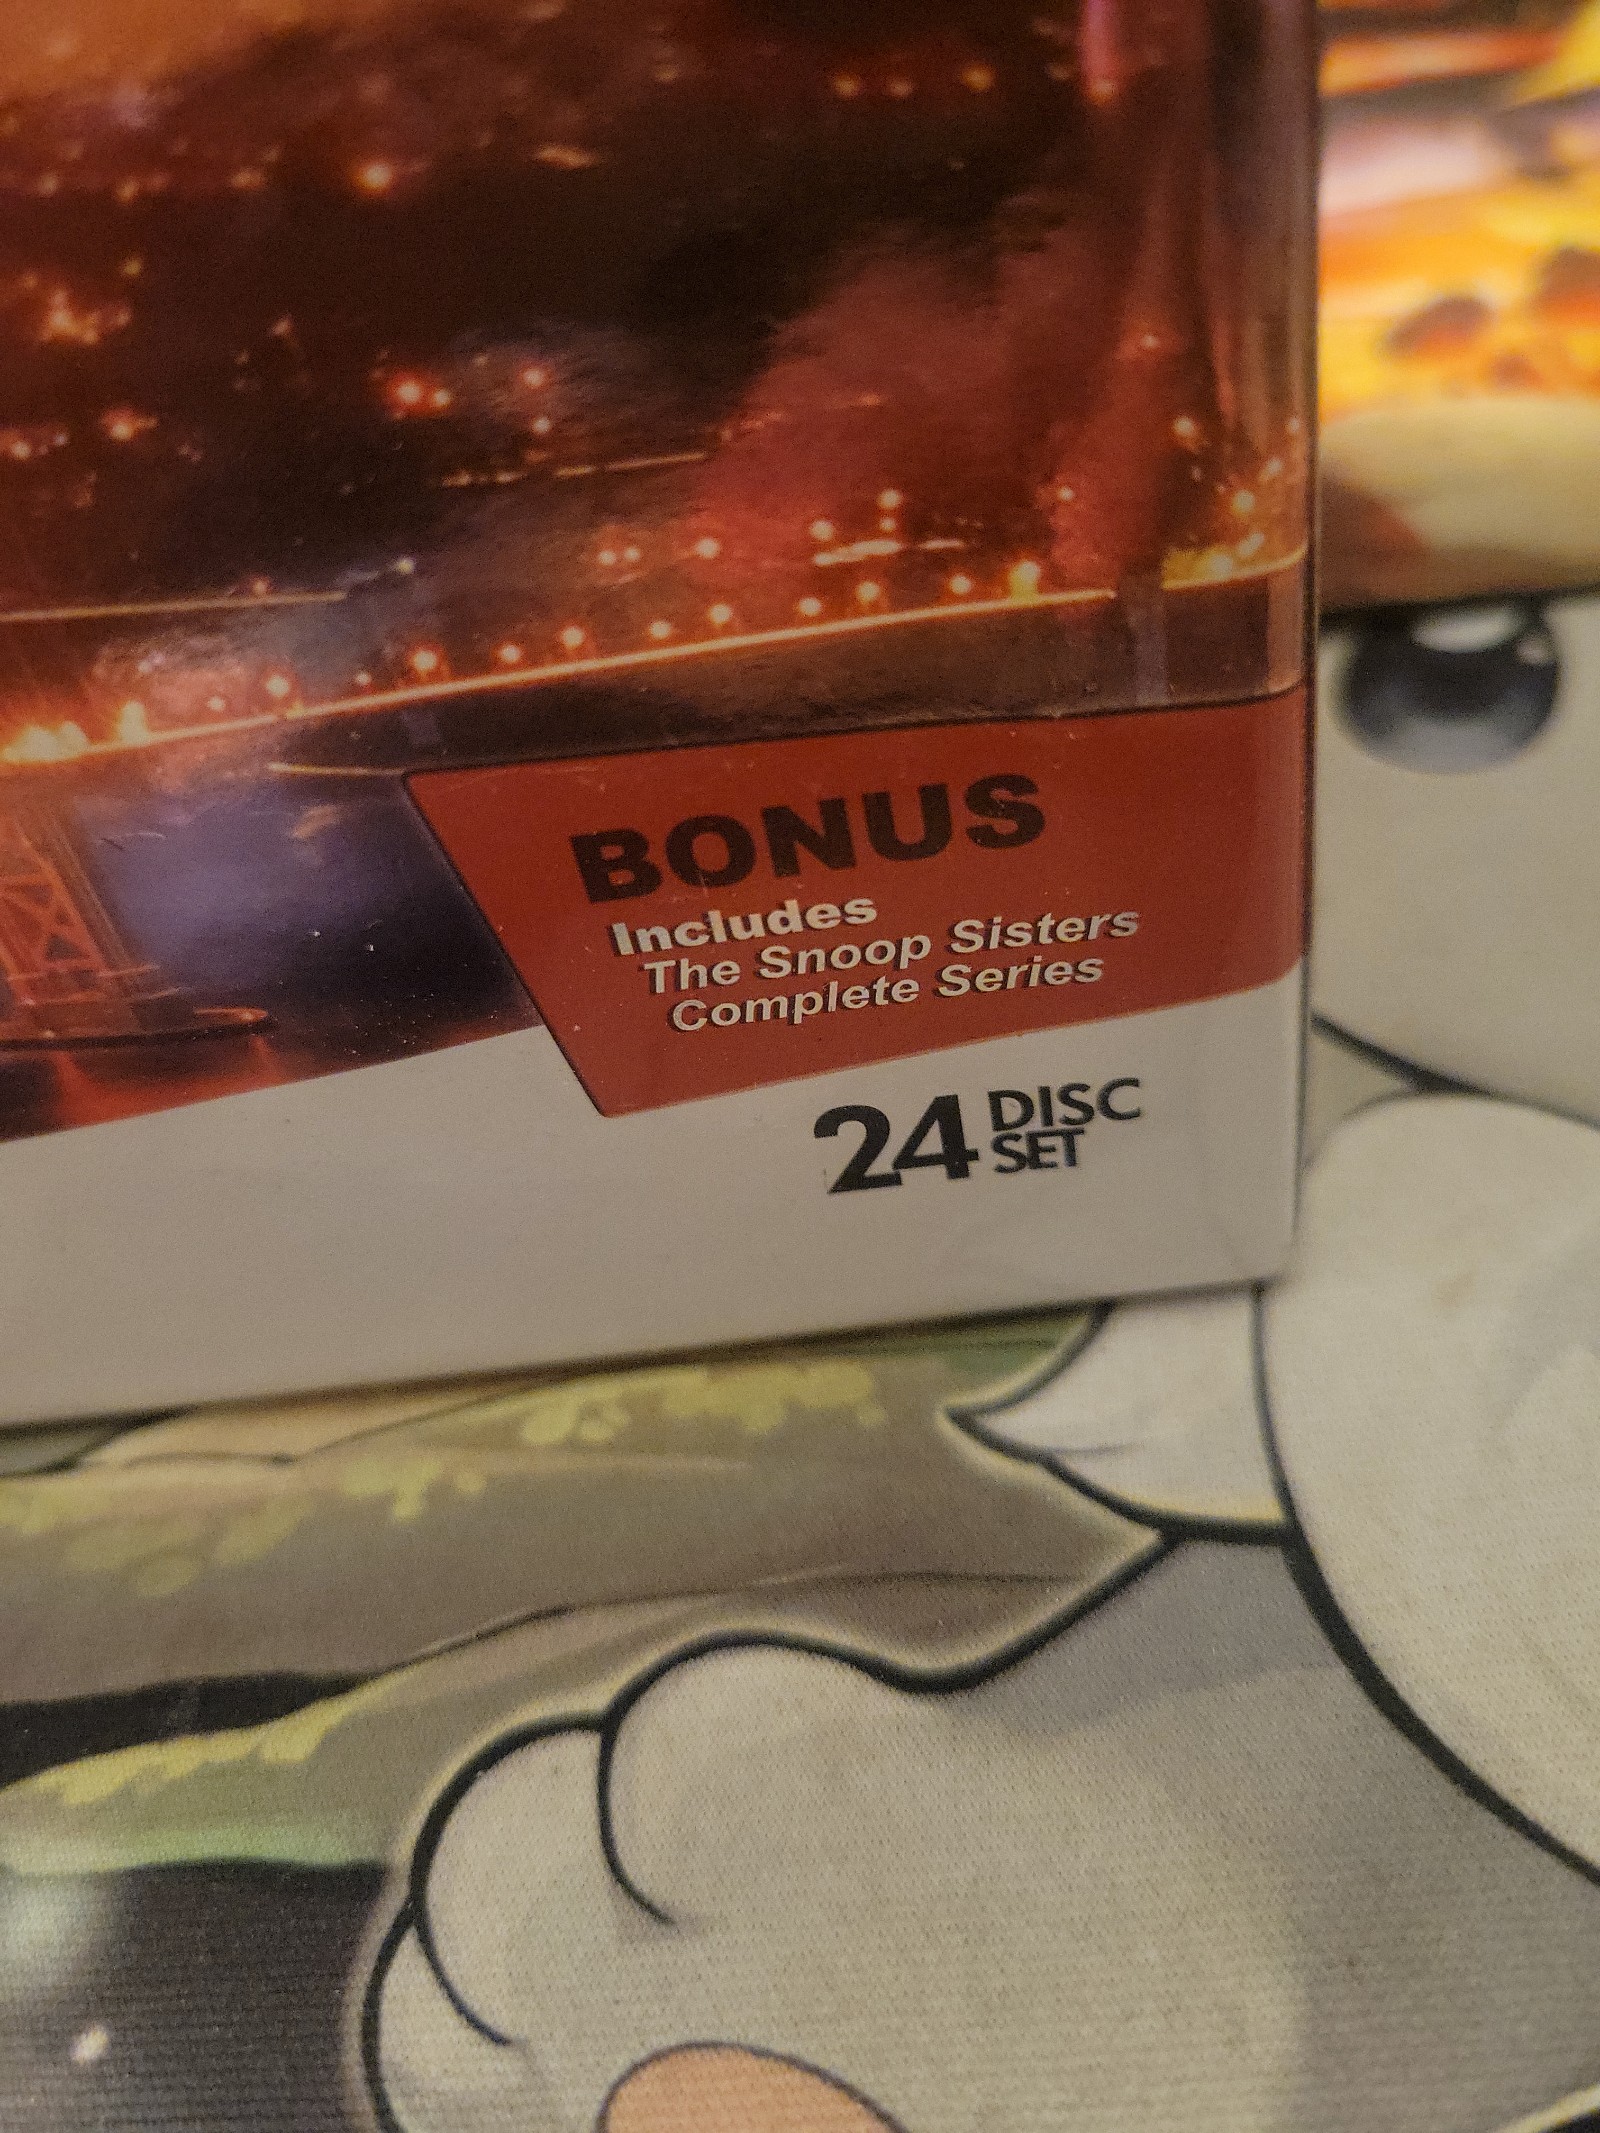 BONUS
Includes
The Snoop Sisters
Complete Series
24 DISC
SET